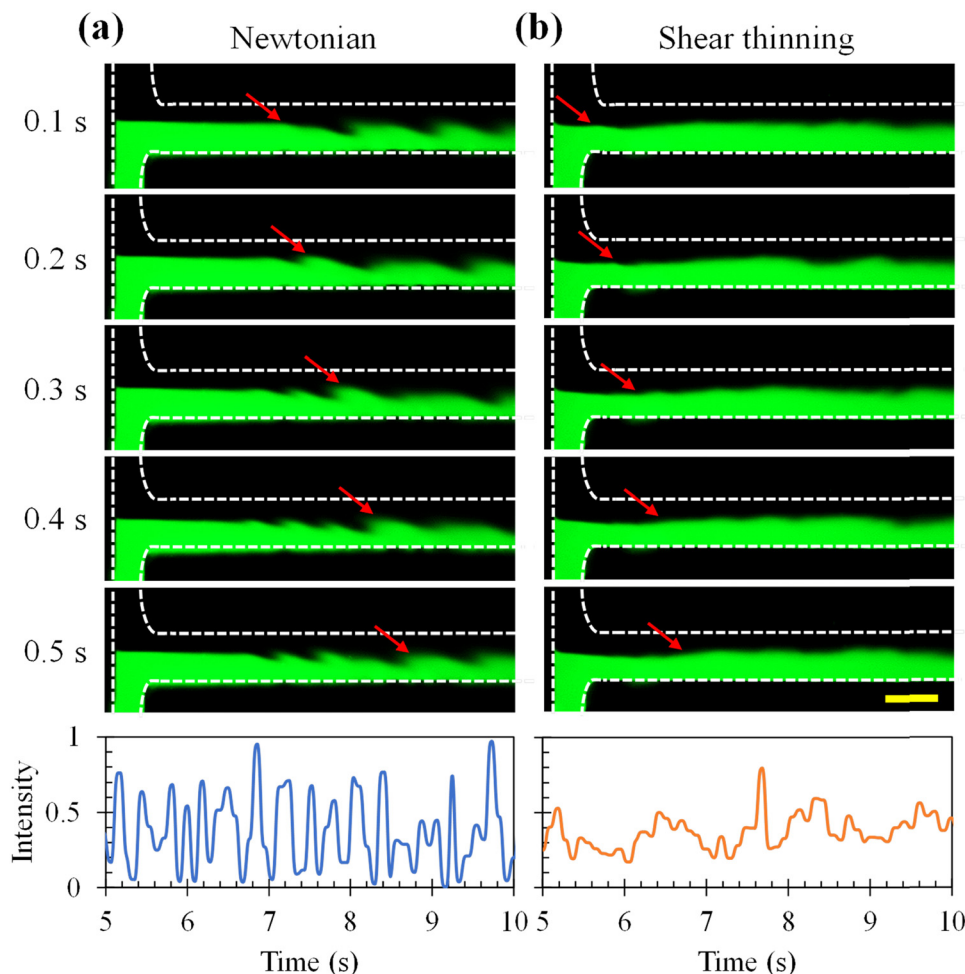 (a) Newtonian (b) Shear thinning
0.1 s
0.2 s
0.3 s
0.4 s
0.5 s
1
0.5
0
Intensity
5 6 7 8 9 10 5 6 7 8 9 10
Time (s) Time (s)